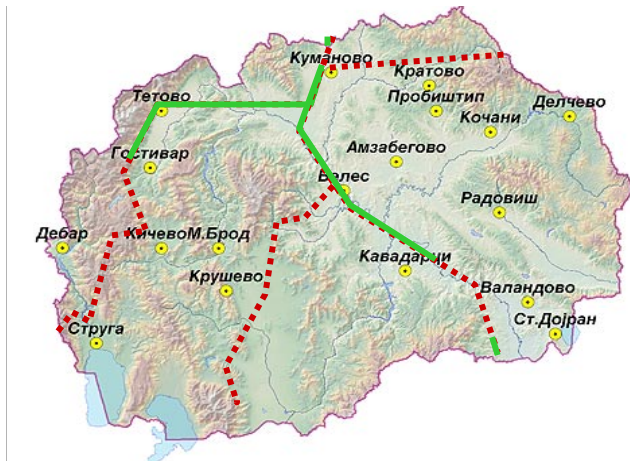 Куманово
Кратово
Тетово
Пробиштип
Делчево
Кочани
Амзабегово
Гостивар
Велес
Радовиш
Дебар
Кичево
М.Брод
Крушево
Кавадарци
Валандово
Ст.Дојран
Струга